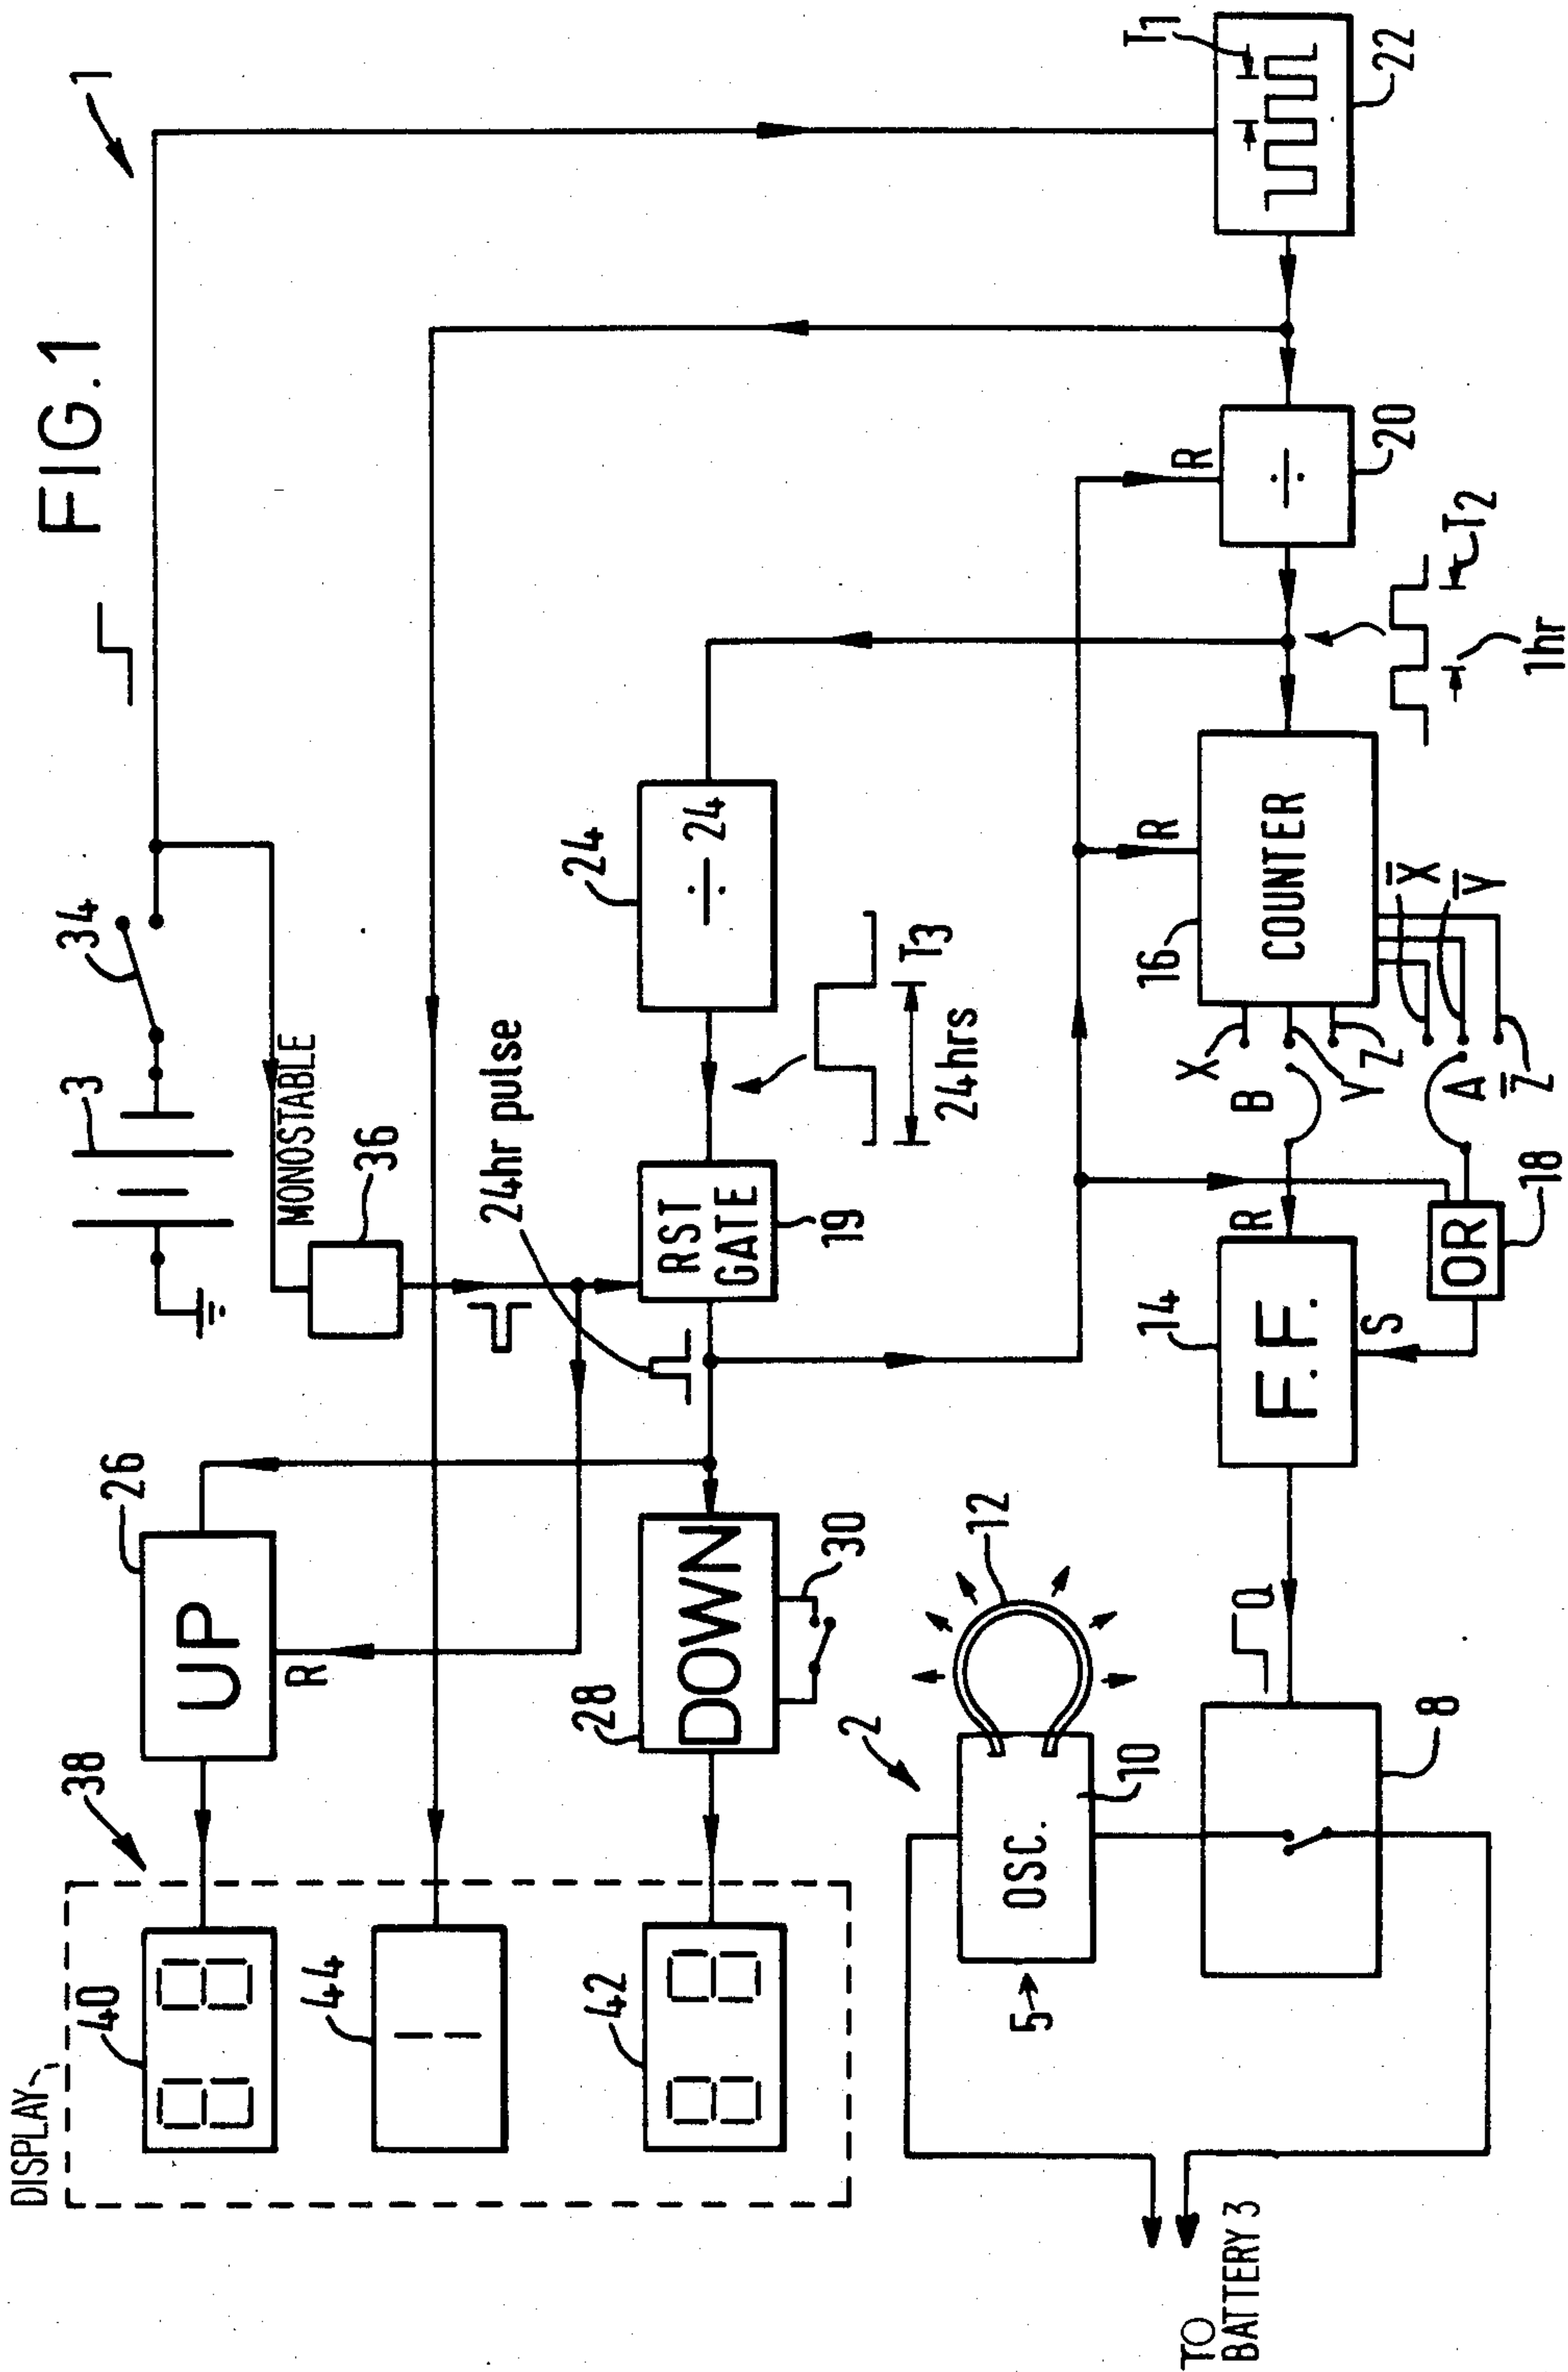 FIG.1
1
DISPLAY
38
40
44
42
26
UP
R
28
DOWN
30
3
34
MONOSTABLE
36
24hr pulse
RST
GATE
19
24
÷ 24
T3
24hrs
T1
22
R
÷
20
T2
1hr
R
16
COUNTER
X
Y
Z
X̅
Y̅
Z̅
B
A
OR
18
14
F.F.
R
S
Q
2
12
OSC.
10
5
8
TO
BATTERY 3